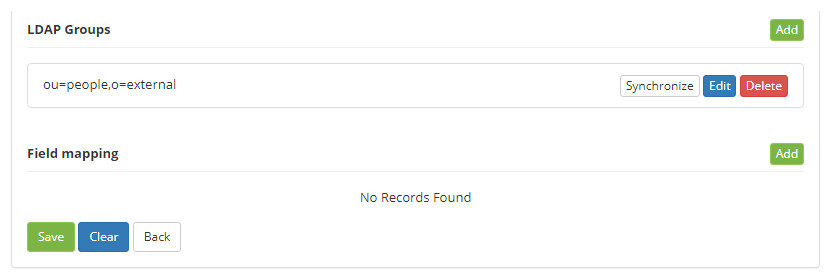 LDAP Groups Add
ou=people,o=external Synchronize Edit Delete
Field mapping Add
No Records Found
Save Clear Back